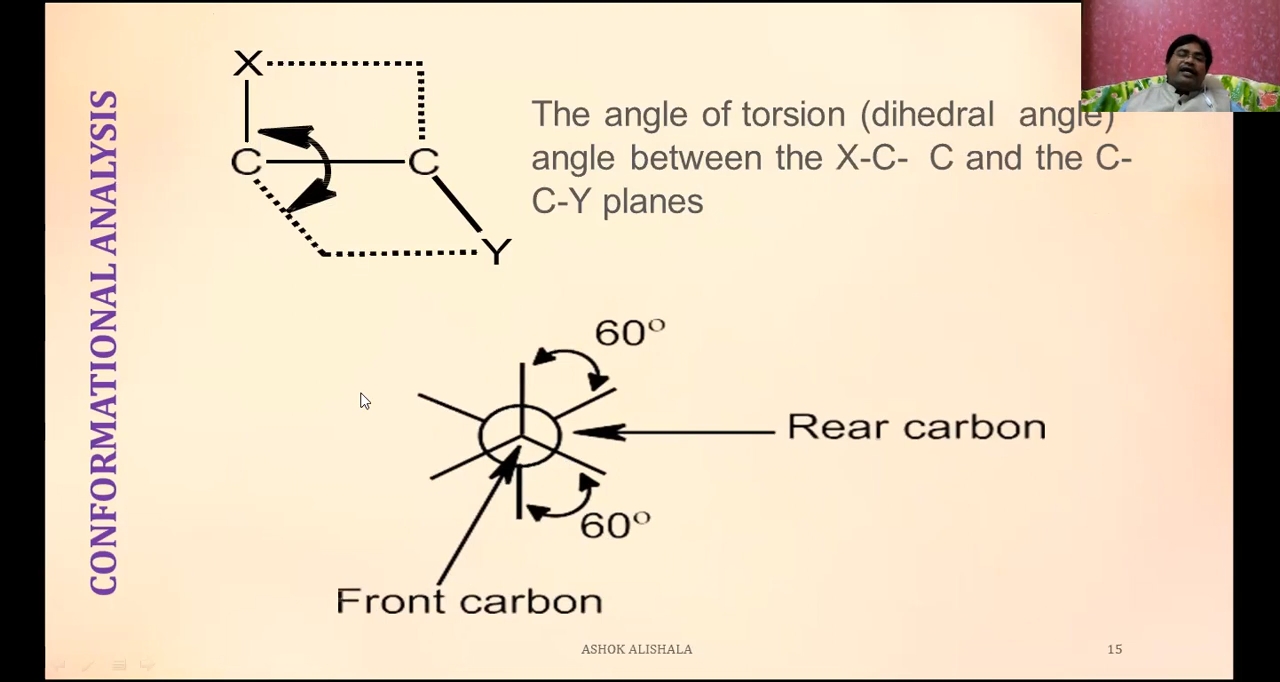 CONFORMATIONAL ANALYSIS
X
C
C
Y
The angle of torsion (dihedral angle)
angle between the X-C- C and the C-
C-Y planes
60°
Rear carbon
60°
Front carbon
ASHOK ALISHALA
15